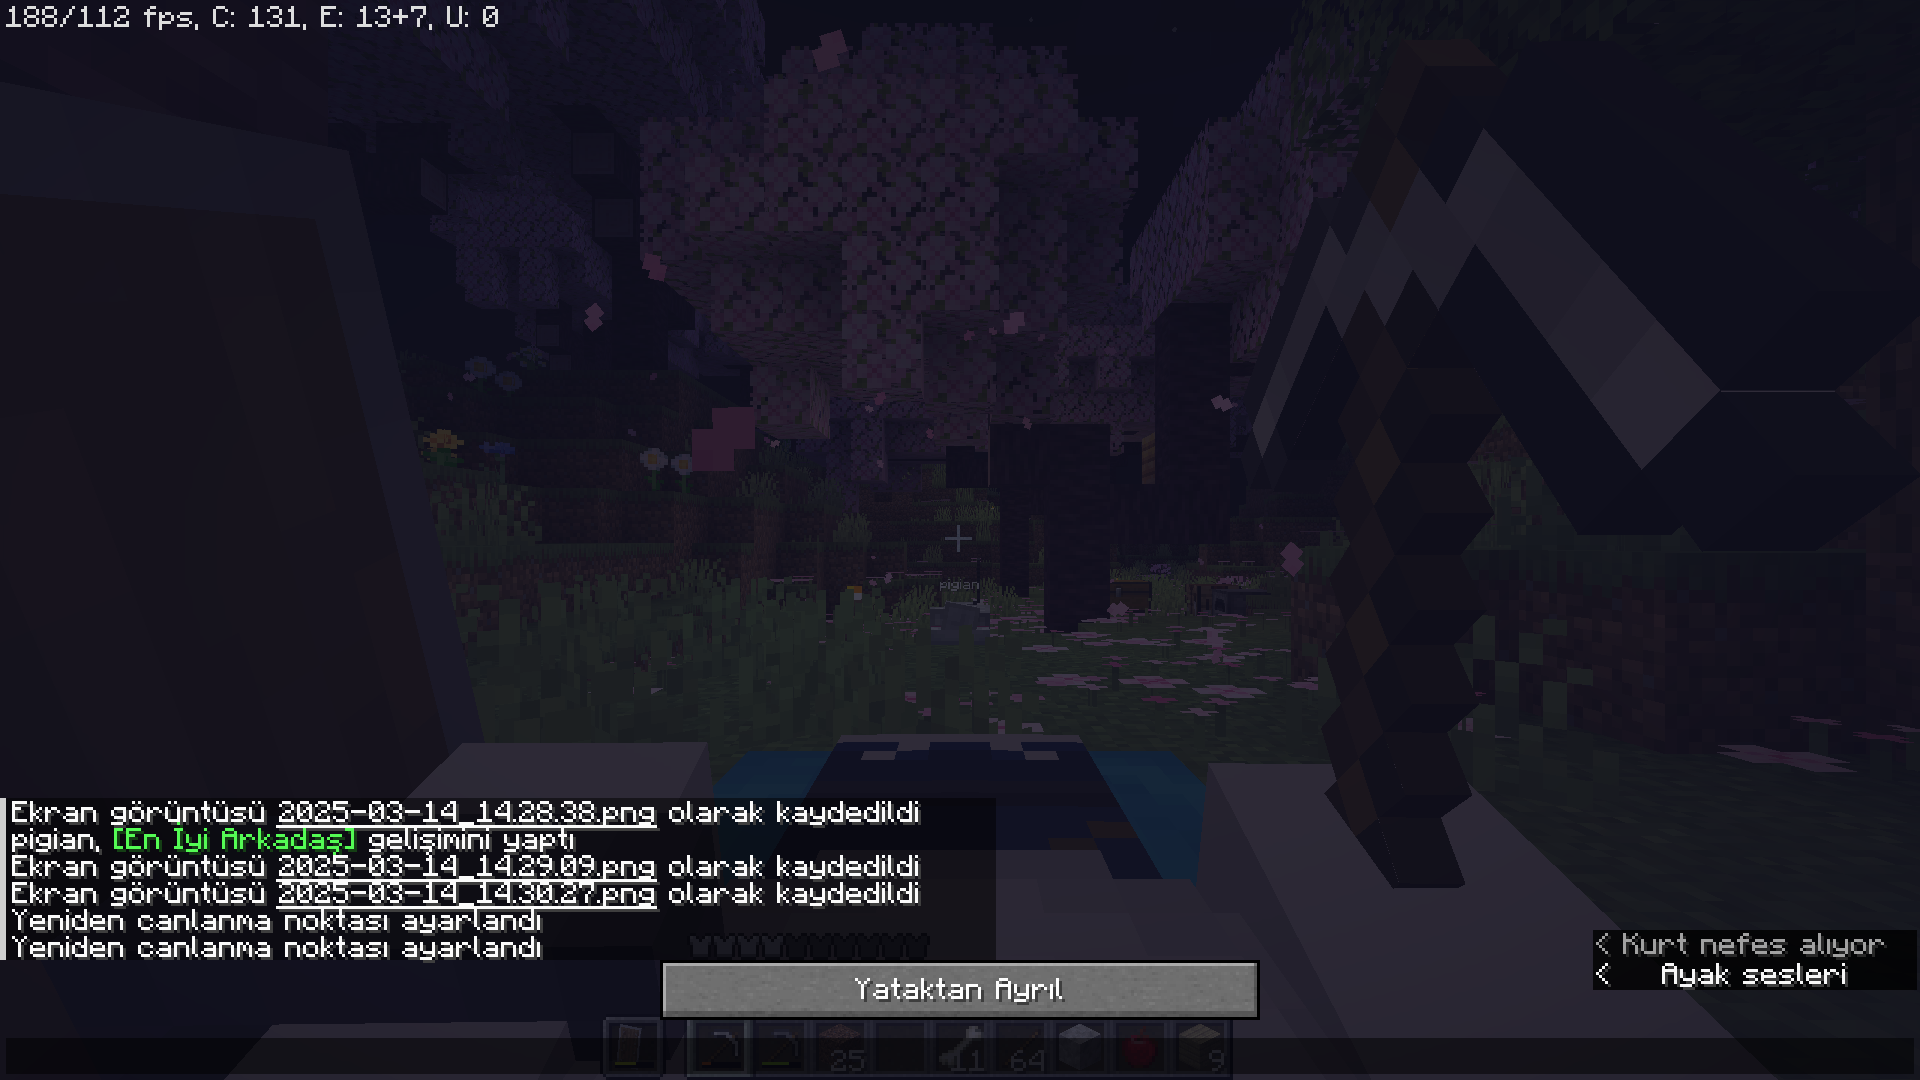 188/112 fps, C: 131, E: 13+7, U: 0
pigian
Ekran görüntüsü 2025-03-14_14.28.38.png olarak kaydedildi
pigian, [En İyi Arkadaş] gelişimini yaptı
Ekran görüntüsü 2025-03-14_14.29.09.png olarak kaydedildi
Ekran görüntüsü 2025-03-14_14.30.27.png olarak kaydedildi
Yeniden canlanma noktası ayarlandı
Yeniden canlanma noktası ayarlandı
< Kurt nefes alıyor
< Ayak sesleri
Yataktan Ayrıl
25 11 64 9